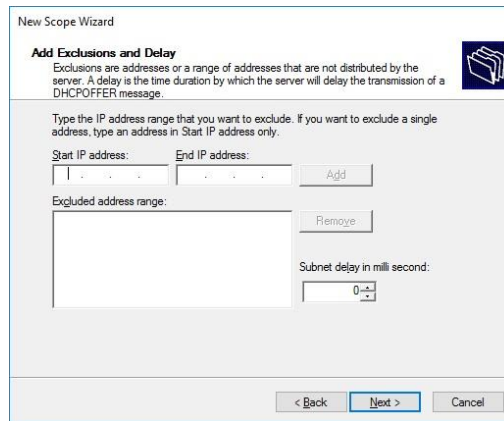 New Scope Wizard
Add Exclusions and Delay
Exclusions are addresses or a range of addresses that are not distributed by the
server. A delay is the time duration by which the server will delay the transmission of a
DHCPOFFER message.
Type the IP address range that you want to exclude. If you want to exclude a single
address, type an address in Start IP address only.
Start IP address:
End IP address:
Add
Excluded address range:
Remove
Subnet delay in milli second:
0
< Back
Next >
Cancel